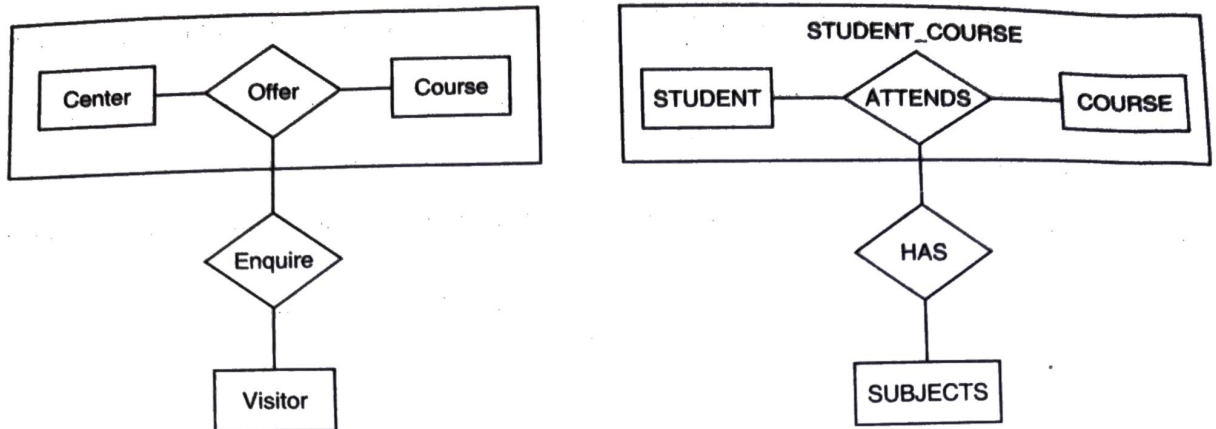 Center
Offer
Course
Enquire
Visitor
STUDENT_COURSE
STUDENT
ATTENDS
COURSE
HAS
SUBJECTS